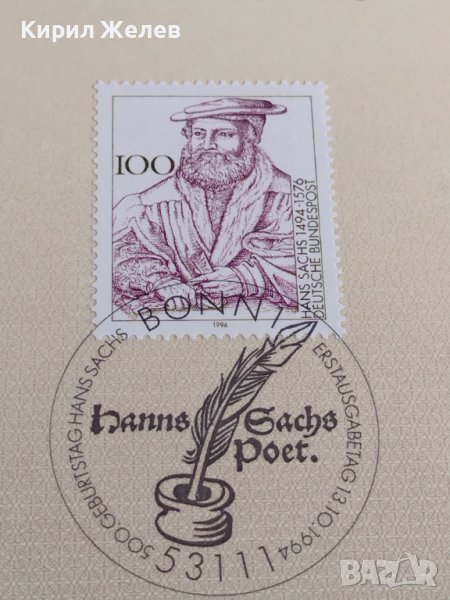 Кирил Желев
100
HANS SACHS 1494-1576
DEUTSCHE BUNDESPOST
1994
BONN 1
500. GEBURTSTAG HANS SACHS
ERSTAUSGABETAG 13.10.1994
Hanns Sachs
Poet.
53111
BAZAR